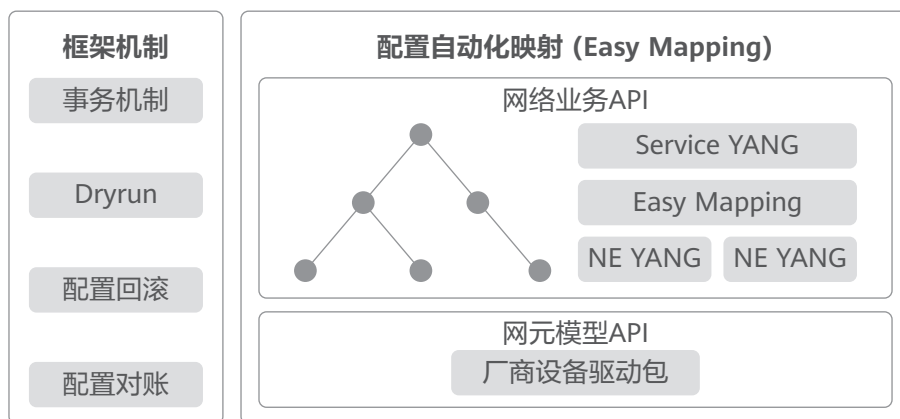 框架机制
事务机制
Dryrun
配置回滚
配置对账
配置自动化映射 (Easy Mapping)
网络业务API
Service YANG
Easy Mapping
NE YANG NE YANG
网元模型API
厂商设备驱动包